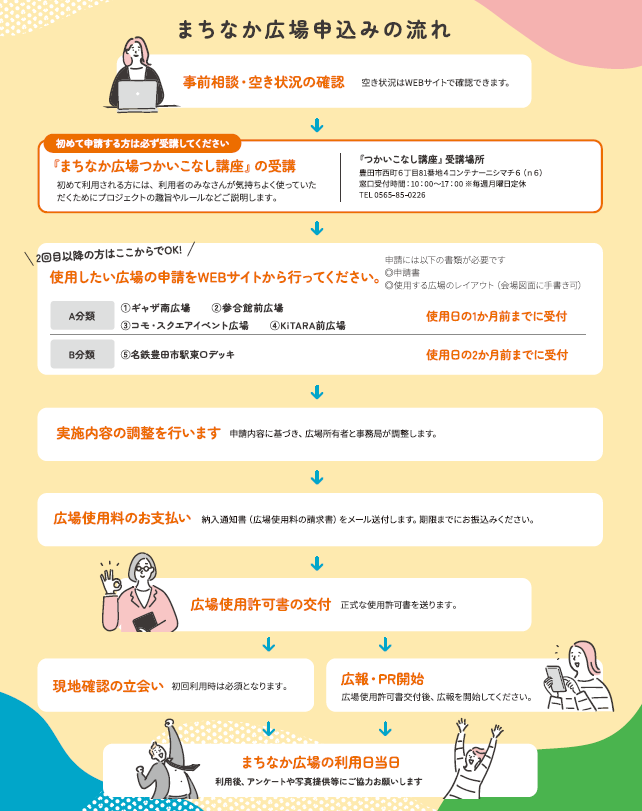 まちなか広場申込みの流れ
事前相談・空き状況の確認 空き状況はWEBサイトで確認できます。
初めて申請する方は必ず受講してください
『まちなか広場つかいこなし講座』の受講
初めて利用される方には、利用者のみなさんが気持ちよく使っていた
だくためにプロジェクトの趣旨やルールなどご説明します。
『つかいこなし講座』受講場所
豊田市西町6丁目81番地4コンテナーニシマチ6（n6）
窓口受付時間：10：00〜17：00 ※毎週月曜日定休
TEL 0565-85-0226
2回目以降の方はここからでOK!
使用したい広場の申請をWEBサイトから行ってください。
申請には以下の書類が必要です
◎申請書
◎使用する広場のレイアウト（会場図面に手書き可）
A分類 ①ギャザ南広場 ②参合館前広場
③コモ・スクエアイベント広場 ④KiTARA前広場
使用日の1か月前までに受付
B分類 ⑤名鉄豊田市駅東口デッキ 使用日の2か月前までに受付
実施内容の調整を行います 申請内容に基づき、広場所有者と事務局が調整します。
広場使用料のお支払い 納入通知書（広場使用料の請求書）をメール送付します。期限までにお振込みください。
広場使用許可書の交付 正式な使用許可書を送ります。
現地確認の立会い 初回利用時は必須となります。
広報・PR開始
広場使用許可書交付後、広報を開始してください。
まちなか広場の利用日当日
利用後、アンケートや写真提供等にご協力お願いします